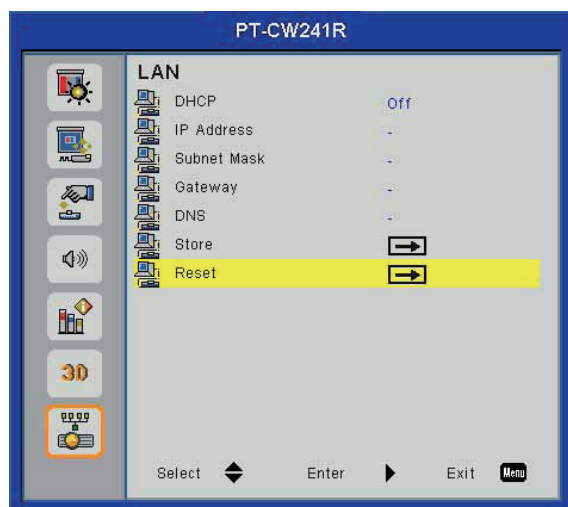 PT-CW241R
LAN
DHCP Off
IP Address -
Subnet Mask -
Gateway -
DNS -
Store
Reset
3D
Select Enter Exit Menu